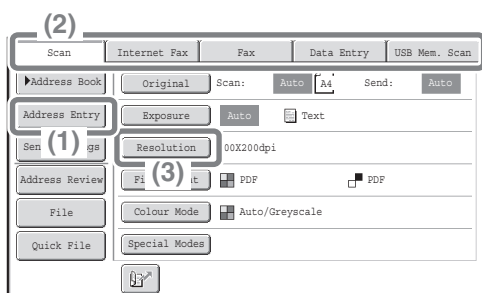 (2)
Scan Internet Fax Fax Data Entry USB Mem. Scan
Address Book Original Scan: Auto A4 Send: Auto
Address Entry Exposure Auto Text
(1)
Resolution 00X200dpi
(3)
Address Review PDF PDF
File Colour Mode Auto/Greyscale
Quick File Special Modes